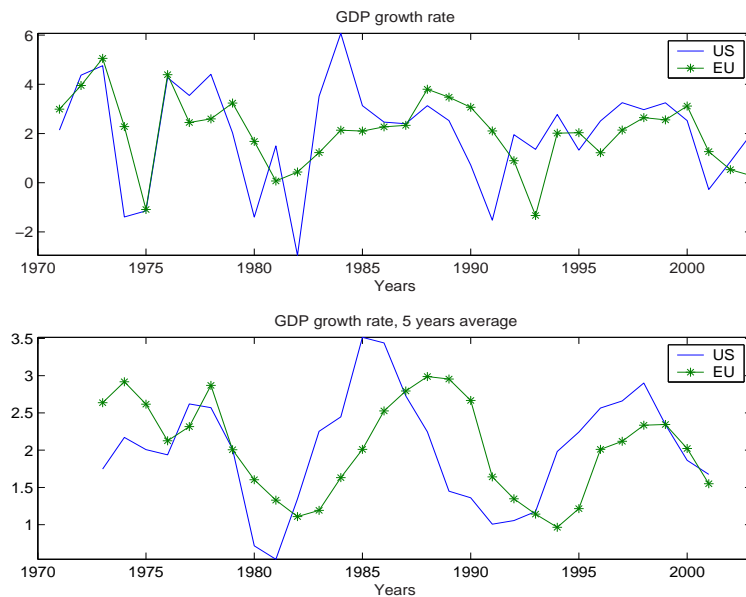 GDP growth rate
6
4
2
0
−2
US
EU
1970 1975 1980 1985 1990 1995 2000
Years
GDP growth rate, 5 years average
3.5
3
2.5
2
1.5
1
US
EU
1970 1975 1980 1985 1990 1995 2000
Years